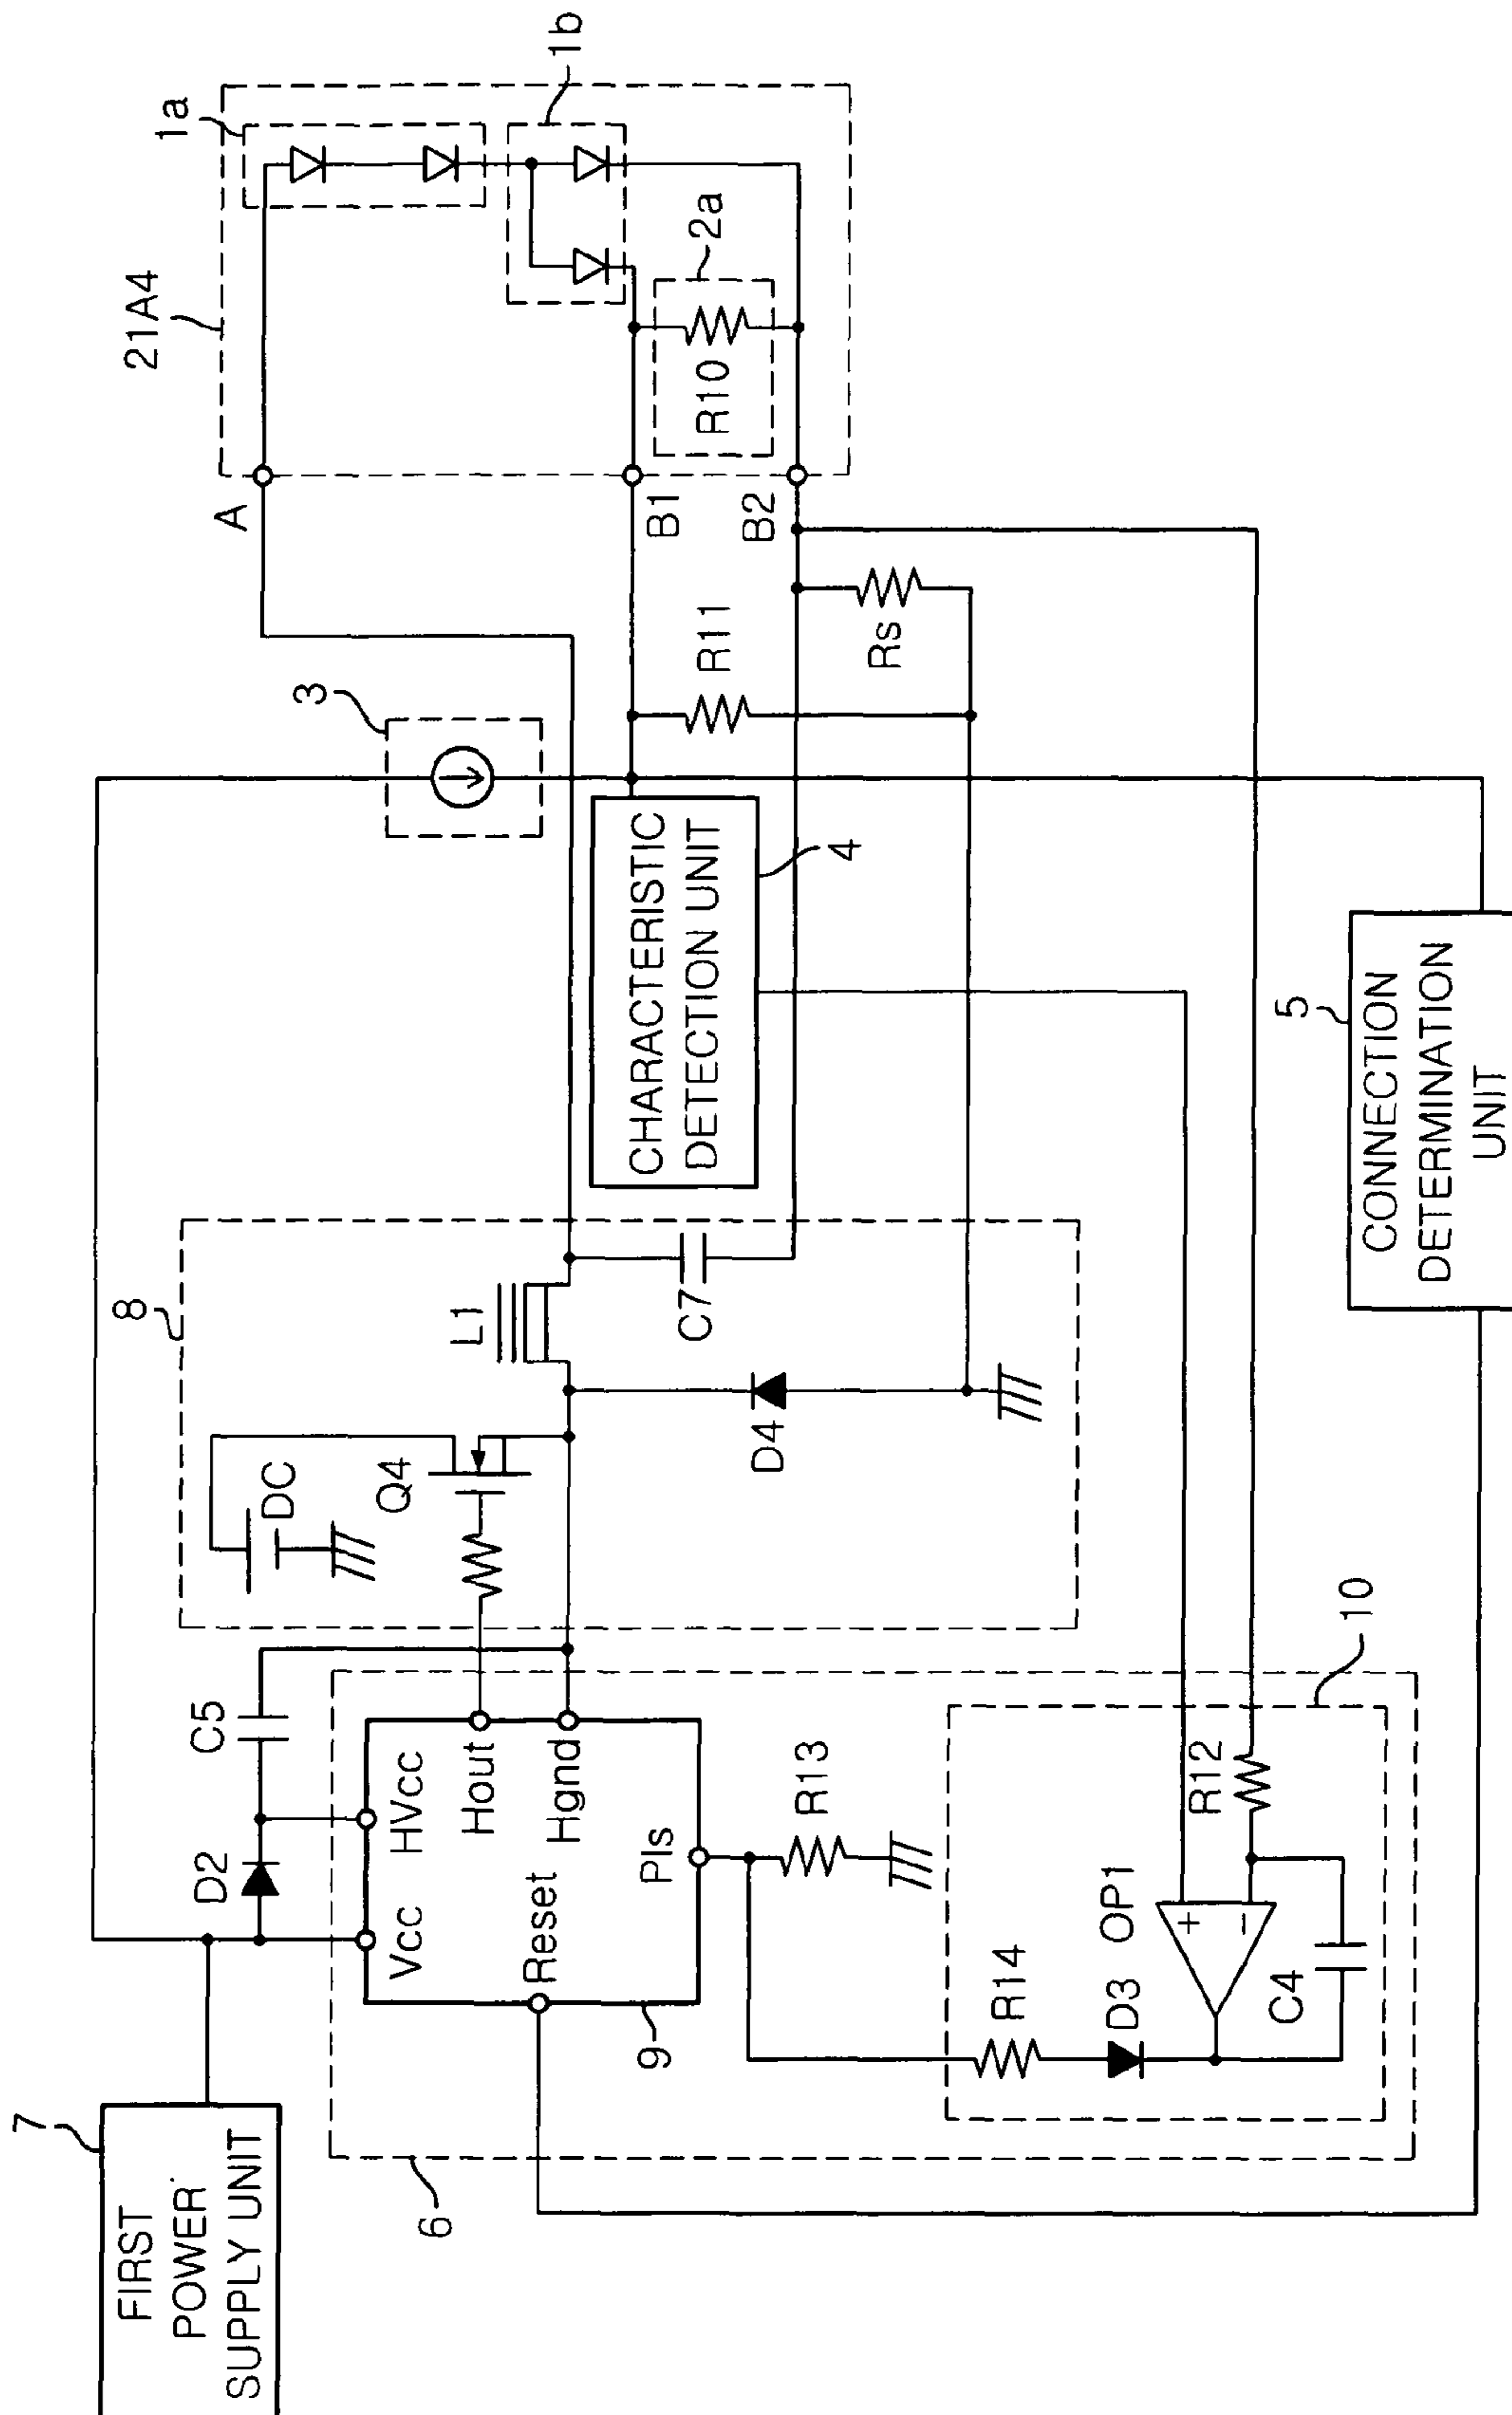 7
FIRST
POWER
SUPPLY UNIT
D2
C5
Vcc
HVcc
Hout
Hgnd
Reset
Pls
9
6
R13
R14
D3
OP1
+
−
C4
R12
10
8
DC
Q4
L1
D4
C7
CHARACTERISTIC
DETECTION UNIT
4
5
CONNECTION
DETERMINATION
UNIT
3
R11
Rs
A
B1
B2
21A4
1a
1b
2a
R10